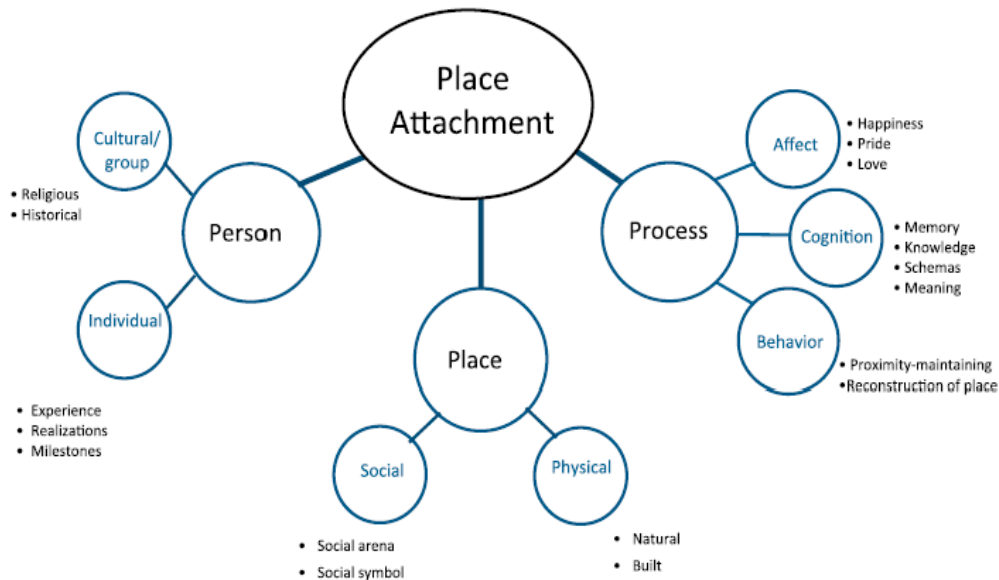 Place
Attachment
Cultural/
group
• Religious
• Historical
Person
Individual
• Experience
• Realizations
• Milestones
Place
Social
• Social arena
• Social symbol
Physical
• Natural
• Built
Process
Affect
• Happiness
• Pride
• Love
Cognition
• Memory
• Knowledge
• Schemas
• Meaning
Behavior
• Proximity-maintaining
•Reconstruction of place